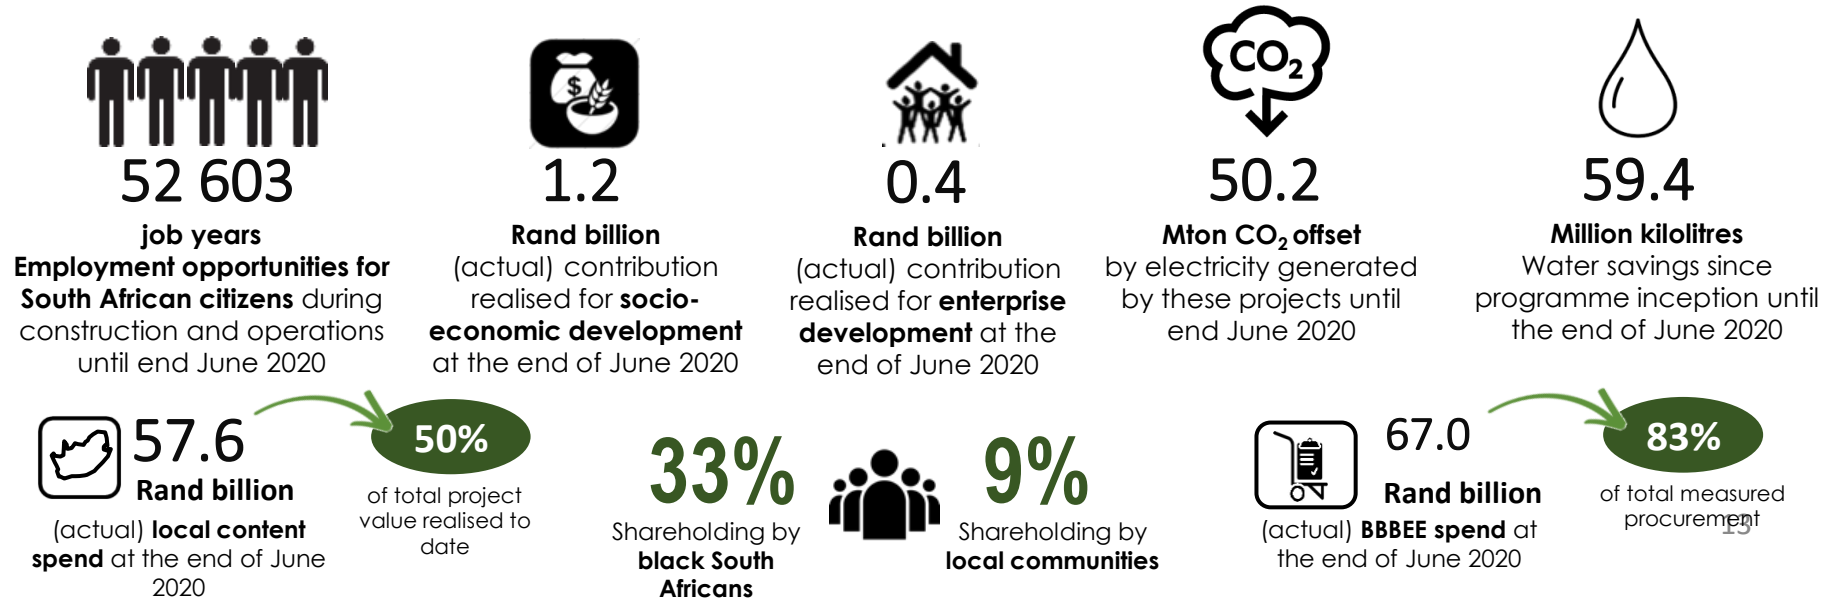 52 603
job years
Employment opportunities for
South African citizens during
construction and operations
until end June 2020
$
1.2
Rand billion
(actual) contribution
realised for socio-
economic development
at the end of June 2020
0.4
Rand billion
(actual) contribution
realised for enterprise
development at the
end of June 2020
CO₂
50.2
Mton CO₂ offset
by electricity generated
by these projects until
end June 2020
59.4
Million kilolitres
Water savings since
programme inception until
the end of June 2020
57.6
Rand billion
(actual) local content
spend at the end of June
2020
50%
of total project
value realised to
date
33%
Shareholding by
black South
Africans
9%
Shareholding by
local communities
67.0
Rand billion
(actual) BBBEE spend at
the end of June 2020
83%
of total measured
procurement
13